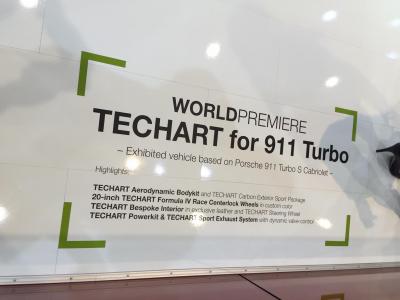 WORLDPREMIERE
TECHART for 911 Turbo
– Exhibited vehicle based on Porsche 911 Turbo S Cabriolet –
Highlights:
TECHART Aerodynamic Bodykit and TECHART Carbon Exterior Sport Package
20-inch TECHART Formula IV Race Centerlock Wheels in custom color
TECHART Bespoke Interior in exclusive leather and TECHART Steering Wheel
TECHART Powerkit & TECHART Sport Exhaust System with dynamic valve control